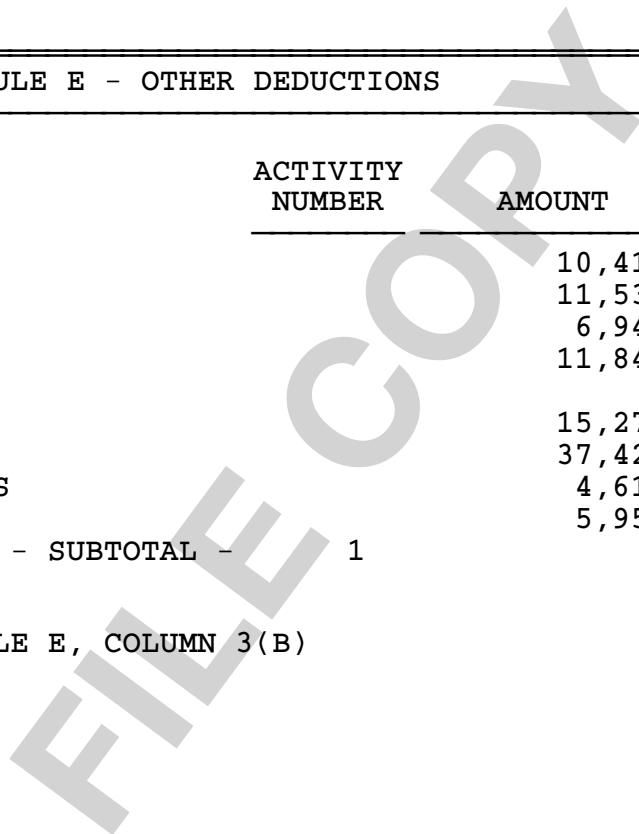 ULE E - OTHER DEDUCTIONS
ACTIVITY
NUMBER AMOUNT
10,41
11,53
6,94
11,84
15,27
37,42
S 4,61
5,95
- SUBTOTAL - 1
LE E, COLUMN 3(B)
FILE COPY